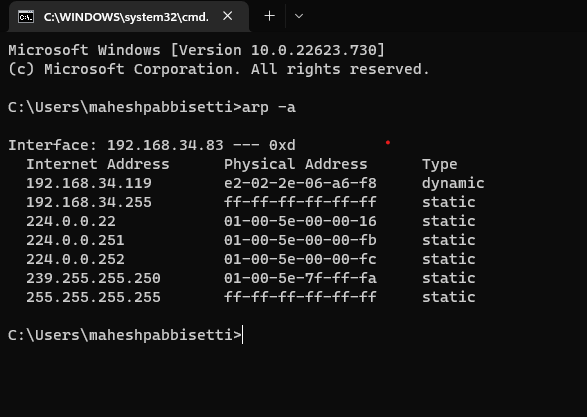 C:\WINDOWS\system32\cmd.
Microsoft Windows [Version 10.0.22623.730]
(c) Microsoft Corporation. All rights reserved.
C:\Users\maheshpabbisetti>arp -a
Interface: 192.168.34.83 --- 0xd
Internet Address Physical Address Type
192.168.34.119 e2-02-2e-06-a6-f8 dynamic
192.168.34.255 ff-ff-ff-ff-ff-ff static
224.0.0.22 01-00-5e-00-00-16 static
224.0.0.251 01-00-5e-00-00-fb static
224.0.0.252 01-00-5e-00-00-fc static
239.255.255.250 01-00-5e-7f-ff-fa static
255.255.255.255 ff-ff-ff-ff-ff-ff static
C:\Users\maheshpabbisetti>